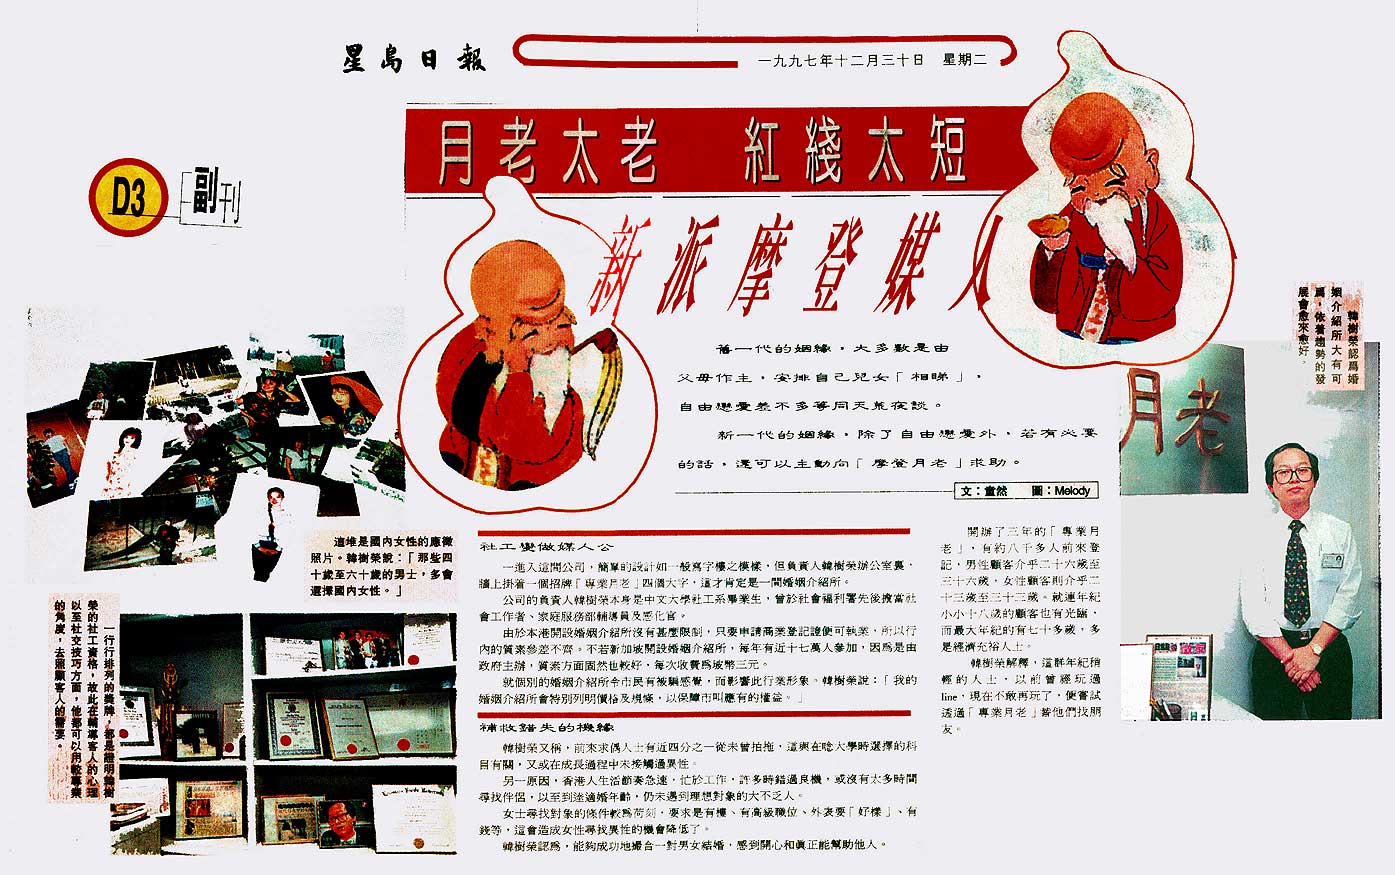 星島日報
一九九七年十二月三十日　星期二
D3
副刊
月老太老　紅綫太短
新派摩登媒人
舊一代的姻緣，大多數是由
父母作主，安排自己兒女「相睇」，
自由戀愛差不多等同天荒夜談。
新一代的姻緣，除了自由戀愛外，若有必要
的話，還可以主動向「摩登月老」求助。
文：童然　圖：Melody
韓樹榮認為婚
姻介紹所大有可
為，依着趨勢的發
展會愈來愈好。
月老
這堆是國內女性的應徵
照片。韓樹榮說：「那些四
十歲至六十歲的男士，多會
選擇國內女性。」
一行行排列的獎牌，都是證明韓樹
榮的社工資格，故此在輔導客人的心理
以至社交技巧方面，他都可以用較專業
的角度，去照顧客人的需要。
社工變做媒人公
一進入這間公司，簡單的設計如一般寫字樓之模樣，但負責人韓樹榮辦公室裏，
牆上掛着一個招牌「專業月老」四個大字，這才肯定是一間婚姻介紹所。
公司的負責人韓樹榮本身是中文大學社工系畢業生，曾於社會福利署先後擔當社
會工作者、家庭服務部輔導員及感化官。
由於本港開設婚姻介紹所沒有甚麼限制，只要申請商業登記證便可執業，所以行
內的質素參差不齊。不若新加坡開設婚姻介紹所，每年有近十七萬人參加，因為是由
政府主辦，質素方面固然也較好，每次收費為坡幣三元。
就個別的婚姻介紹所令市民有被騙感覺，而影響此行業形象。韓樹榮說：「我的
婚姻介紹所會特別列明價格及規條，以保障市叫應有的權益。」
補救錯失的機緣
韓樹榮又稱，前來求偶人士有近四分之一從未曾拍拖，這與在唸大學時選擇的科
目有關，又或在成長過程中未接觸過異性。
另一原因，香港人生活節奏急速，忙於工作，許多時錯過良機，或沒有太多時間
尋找伴侶，以至到達適婚年齡，仍未遇到理想對象的大不乏人。
女士尋找對象的條件較為苛刻，要求是有樓、有高級職位、外表要「好樣」、有
錢等，這會造成女性尋找異性的機會降低了。
韓樹榮認為，能夠成功地撮合一對男女結婚，感到開心和真正能幫助他人。
開辦了三年的「專業月
老」，有約八千多人前來登
記，男性顧客介乎二十六歲至
三十六歲，女性顧客則介乎二
十三歲至三十三歲。就連年紀
小小十八歲的顧客也有光臨，
而最大年紀的有七十多歲，多
是經濟充裕人士。
韓樹榮解釋，這群年紀稍
輕的人士，以前曾經玩過
line，現在不敢再玩了，便嘗試
透過「專業月老」替他們找朋
友。